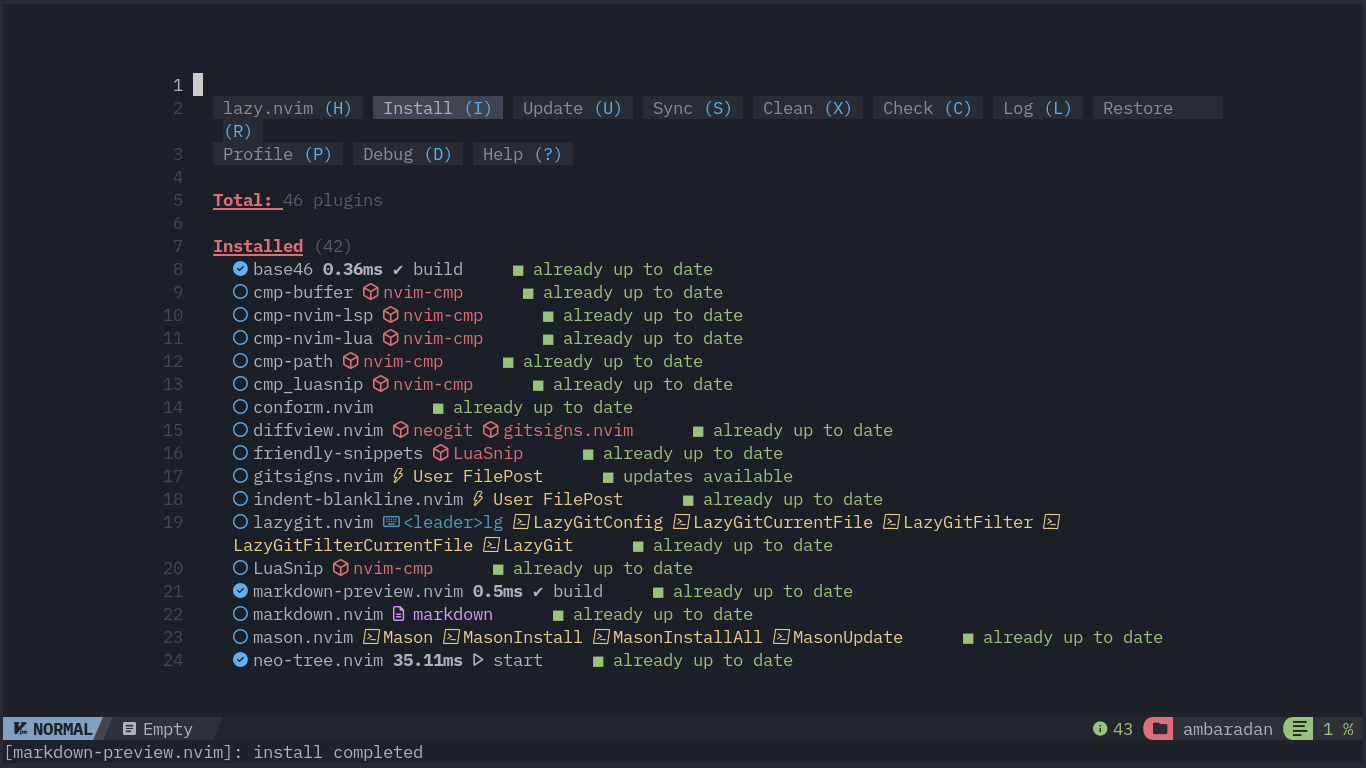 1
2 lazy.nvim (H) Install (I) Update (U) Sync (S) Clean (X) Check (C) Log (L) Restore
(R)
3 Profile (P) Debug (D) Help (?)
4
5 Total: 46 plugins
6
7 Installed (42)
8 base46 0.36ms ✔ build ■ already up to date
9 cmp-buffer nvim-cmp ■ already up to date
10 cmp-nvim-lsp nvim-cmp ■ already up to date
11 cmp-nvim-lua nvim-cmp ■ already up to date
12 cmp-path nvim-cmp ■ already up to date
13 cmp_luasnip nvim-cmp ■ already up to date
14 conform.nvim ■ already up to date
15 diffview.nvim neogit gitsigns.nvim ■ already up to date
16 friendly-snippets LuaSnip ■ already up to date
17 gitsigns.nvim User FilePost ■ updates available
18 indent-blankline.nvim User FilePost ■ already up to date
19 lazygit.nvim <leader>lg LazyGitConfig LazyGitCurrentFile LazyGitFilter
LazyGitFilterCurrentFile LazyGit ■ already up to date
20 LuaSnip nvim-cmp ■ already up to date
21 markdown-preview.nvim 0.5ms ✔ build ■ already up to date
22 markdown.nvim markdown ■ already up to date
23 mason.nvim Mason MasonInstall MasonInstallAll MasonUpdate ■ already up to date
24 neo-tree.nvim 35.11ms start ■ already up to date
NORMAL Empty 43 ambaradan 1 %
[markdown-preview.nvim]: install completed